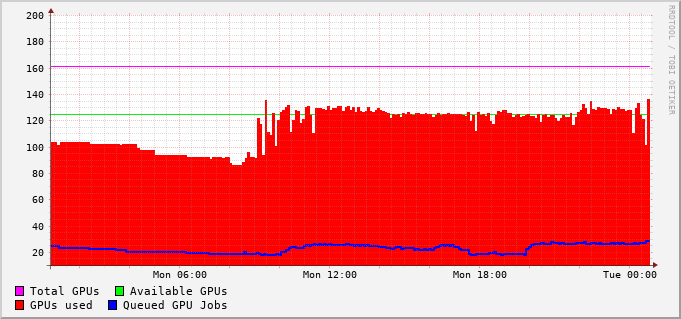 RRDTOOL / TOBI OETIKER
200
180
160
140
120
100
80
60
40
20
Mon 06:00 Mon 12:00 Mon 18:00 Tue 00:00
Total GPUs Available GPUs
GPUs used Queued GPU Jobs